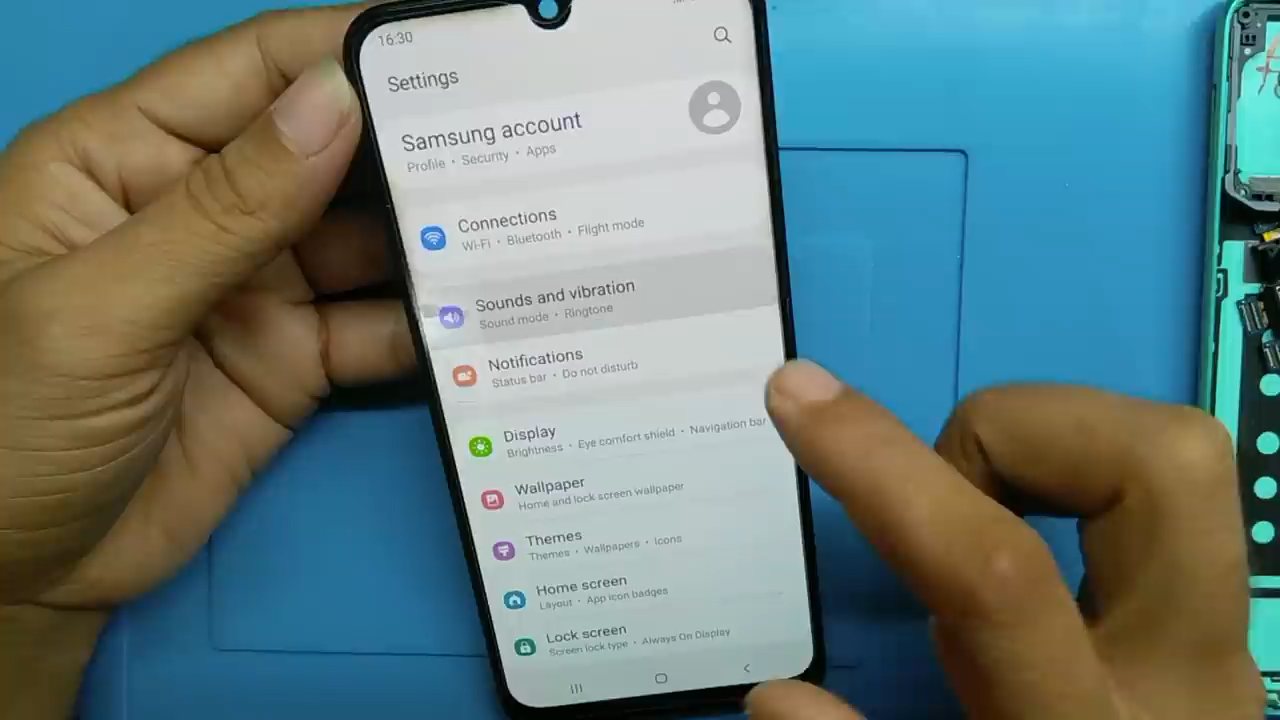 16:30
Settings
Samsung account
Profile • Security • Apps
Connections
Wi-Fi • Bluetooth • Flight mode
Sounds and vibration
Sound mode • Ringtone
Notifications
Status bar • Do not disturb
Display
Brightness • Eye comfort shield • Navigation bar
Wallpaper
Home and lock screen wallpaper
Themes
Themes • Wallpapers • Icons
Home screen
Layout • App icon badges
Lock screen
Screen lock type • Always On Display